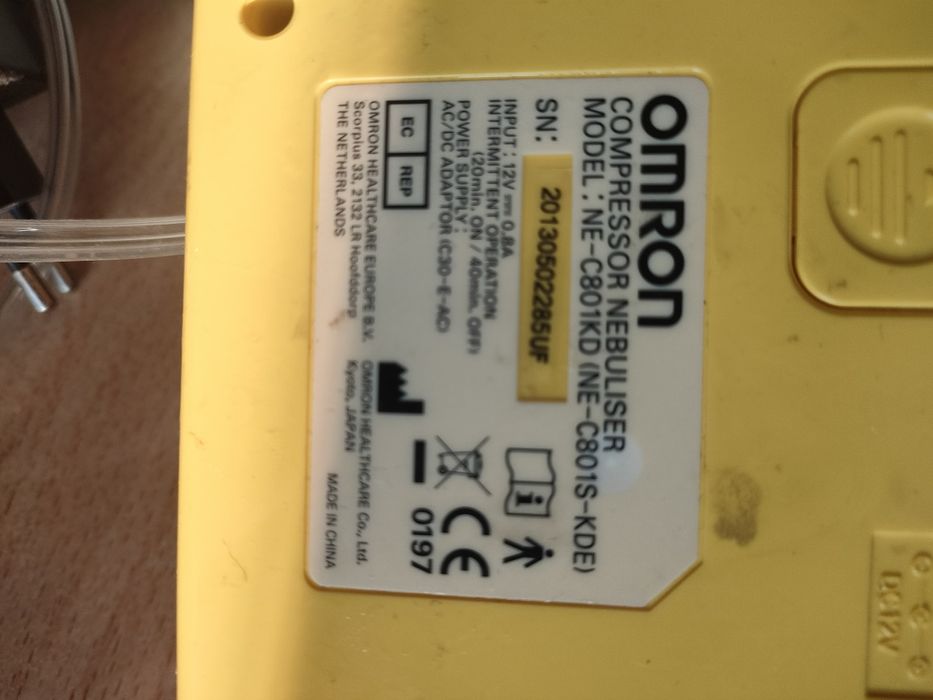 OMRON
COMPRESSOR NEBULISER
MODEL : NE-C801KD (NE-C801S-KDE)
SN: 20130502285UF
INPUT : 12V 0.8A
INTERMITTENT OPERATION
(20min. ON / 40min. OFF)
POWER SUPPLY :
AC/DC ADAPTOR (C30-E-AC)
EC REP
OMRON HEALTHCARE EUROPE B.V.
Scorpius 33, 2132 LR Hoofddorp
THE NETHERLANDS
CE
0197
OMRON HEALTHCARE Co., Ltd.
Kyoto, JAPAN
MADE IN CHINA
DC12V